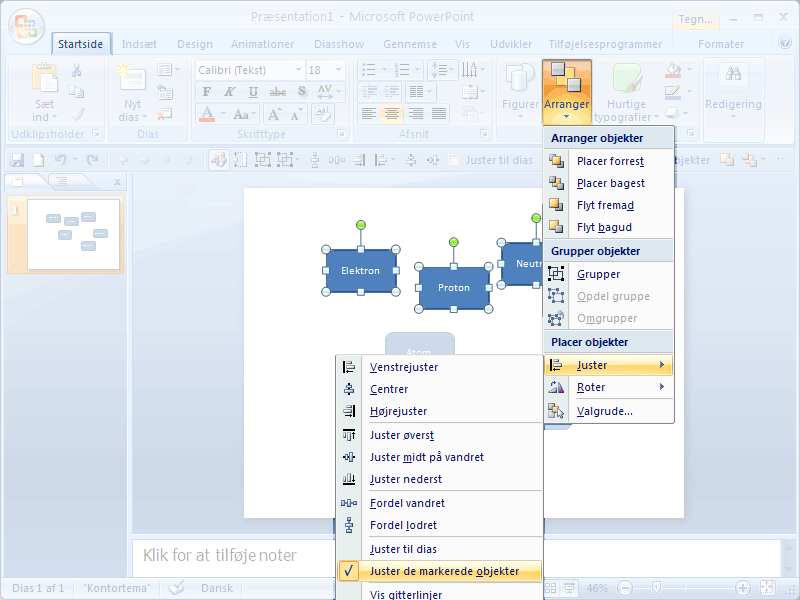 Præsentation1 - Microsoft PowerPoint
Tegn...
Startside Indsæt Design Animationer Diasshow Gennemse Vis Udvikler Tilføjelsesprogrammer Formater
Calibri (Tekst) 18
Sæt ind
Nyt dias
F K U abe S AV
A Aa A A
Figurer
Arranger
Hurtige typografier
Redigering
Udklipsholder
Dias
Skrifttype
Afsnit
Juster til dias
Arranger objekter
Placer forrest
Placer bagest
Flyt fremad
Flyt bagud
Grupper objekter
Grupper
Opdel gruppe
Omgrupper
Placer objekter
Juster
Roter
Valgrude...
1
Elektron
Proton
Neutr
Atom
Venstrejuster
Centrer
Højrejuster
Juster øverst
Juster midt på vandret
Juster nederst
Fordel vandret
Fordel lodret
Juster til dias
Juster de markerede objekter
Vis gitterlinjer
Klik for at tilføje noter
Dias 1 af 1 "Kontortema" Dansk 46%